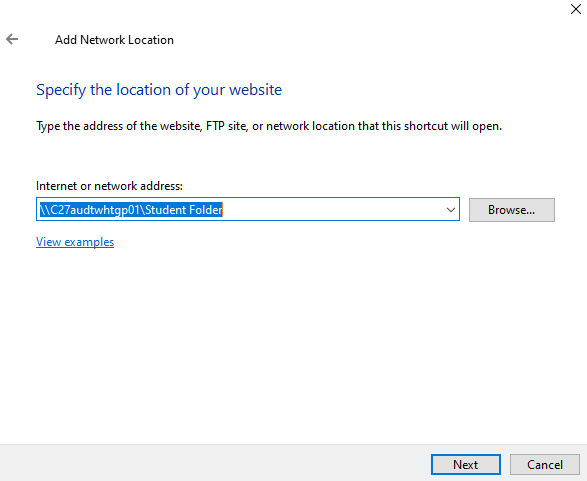 Add Network Location
Specify the location of your website
Type the address of the website, FTP site, or network location that this shortcut will open.
Internet or network address:
\\C27audtwhtgp01\Student Folder
Browse...
View examples
Next
Cancel